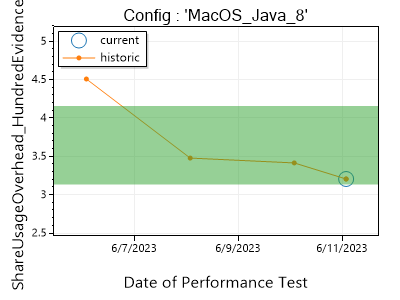 Config : 'MacOS_Java_8'
ShareUsageOverhead_HundredEvidence
current
historic
5
4.5
4
3.5
3
2.5
6/7/2023
6/9/2023
6/11/2023
Date of Performance Test